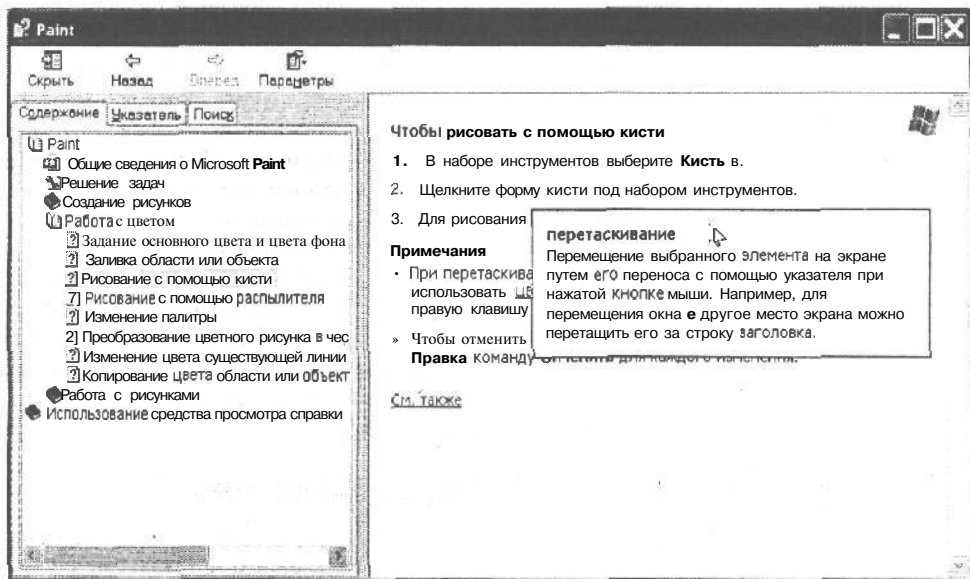 Paint
Скрыть Назад Вперед Параметры
Содержание Указатель Поиск
Paint
Общие сведения о Microsoft Paint
Решение задач
Создание рисунков
Работа с цветом
Задание основного цвета и цвета фона
Заливка области или объекта
Рисование с помощью кисти
7] Рисование с помощью распылителя
Изменение палитры
2] Преобразование цветного рисунка в чес
Изменение цвета существующей линии
Копирование цвета области или объект
Работа с рисунками
Использование средства просмотра справки
Чтобы рисовать с помощью кисти
1. В наборе инструментов выберите Кисть в.
2. Щелкните форму кисти под набором инструментов.
3. Для рисования
Примечания
• При перетаскива
использовать
правую клавишу
» Чтобы отменить
Правка команду Отменить для каждого изменения.
См. также
перетаскивание
Перемещение выбранного элемента на экране
путем его переноса с помощью указателя при
нажатой кнопке мыши. Например, для
перемещения окна е другое место экрана можно
перетащить его за строку заголовка.